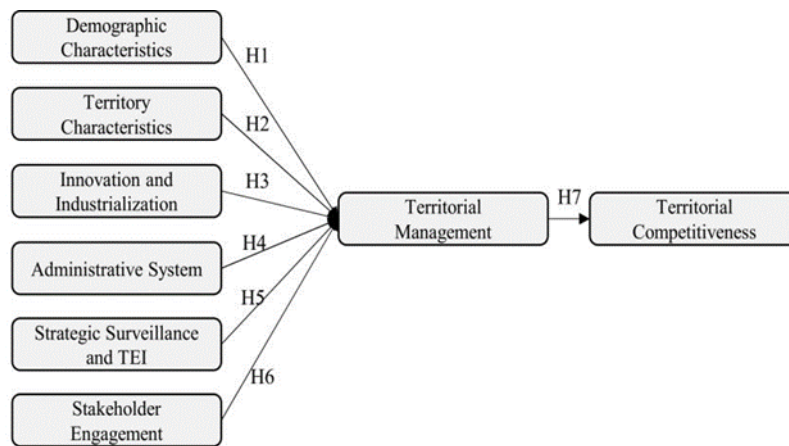 Demographic
Characteristics
H1
Territory
Characteristics
H2
Innovation and
Industrialization
H3
Territorial
Management
H7
Territorial
Competitiveness
Administrative System
H4
Strategic Surveillance
and TEI
H5
Stakeholder
Engagement
H6